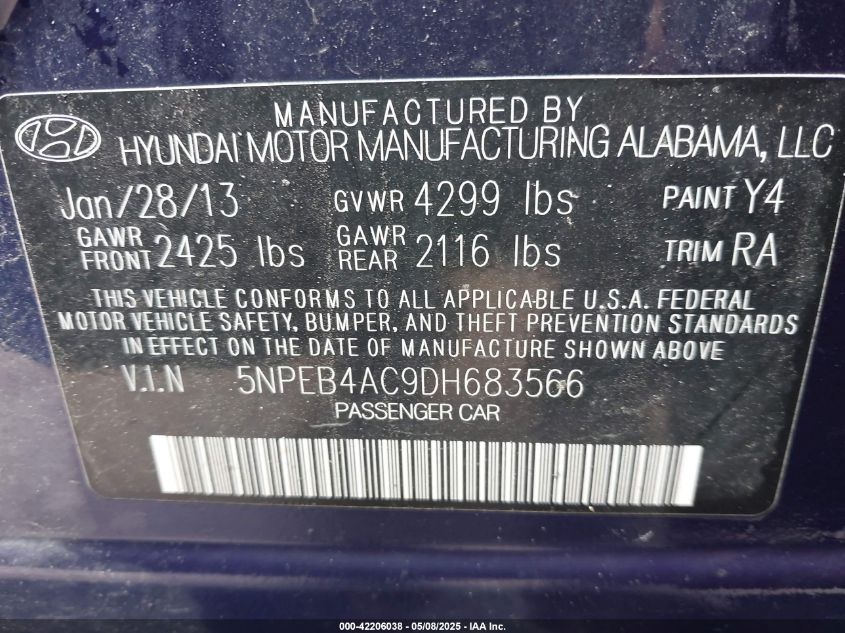 MANUFACTURED BY
HYUNDAI MOTOR MANUFACTURING ALABAMA, LLC
Jan/28/13 GVWR 4299 lbs PAINT Y4
GAWR FRONT 2425 lbs GAWR REAR 2116 lbs TRIM RA
THIS VEHICLE CONFORMS TO ALL APPLICABLE U.S.A. FEDERAL
MOTOR VEHICLE SAFETY, BUMPER, AND THEFT PREVENTION STANDARDS
IN EFFECT ON THE DATE OF MANUFACTURE SHOWN ABOVE
V.I.N 5NPEB4AC9DH683566
PASSENGER CAR
000-42206038 - 05/08/2025 - IAA Inc.